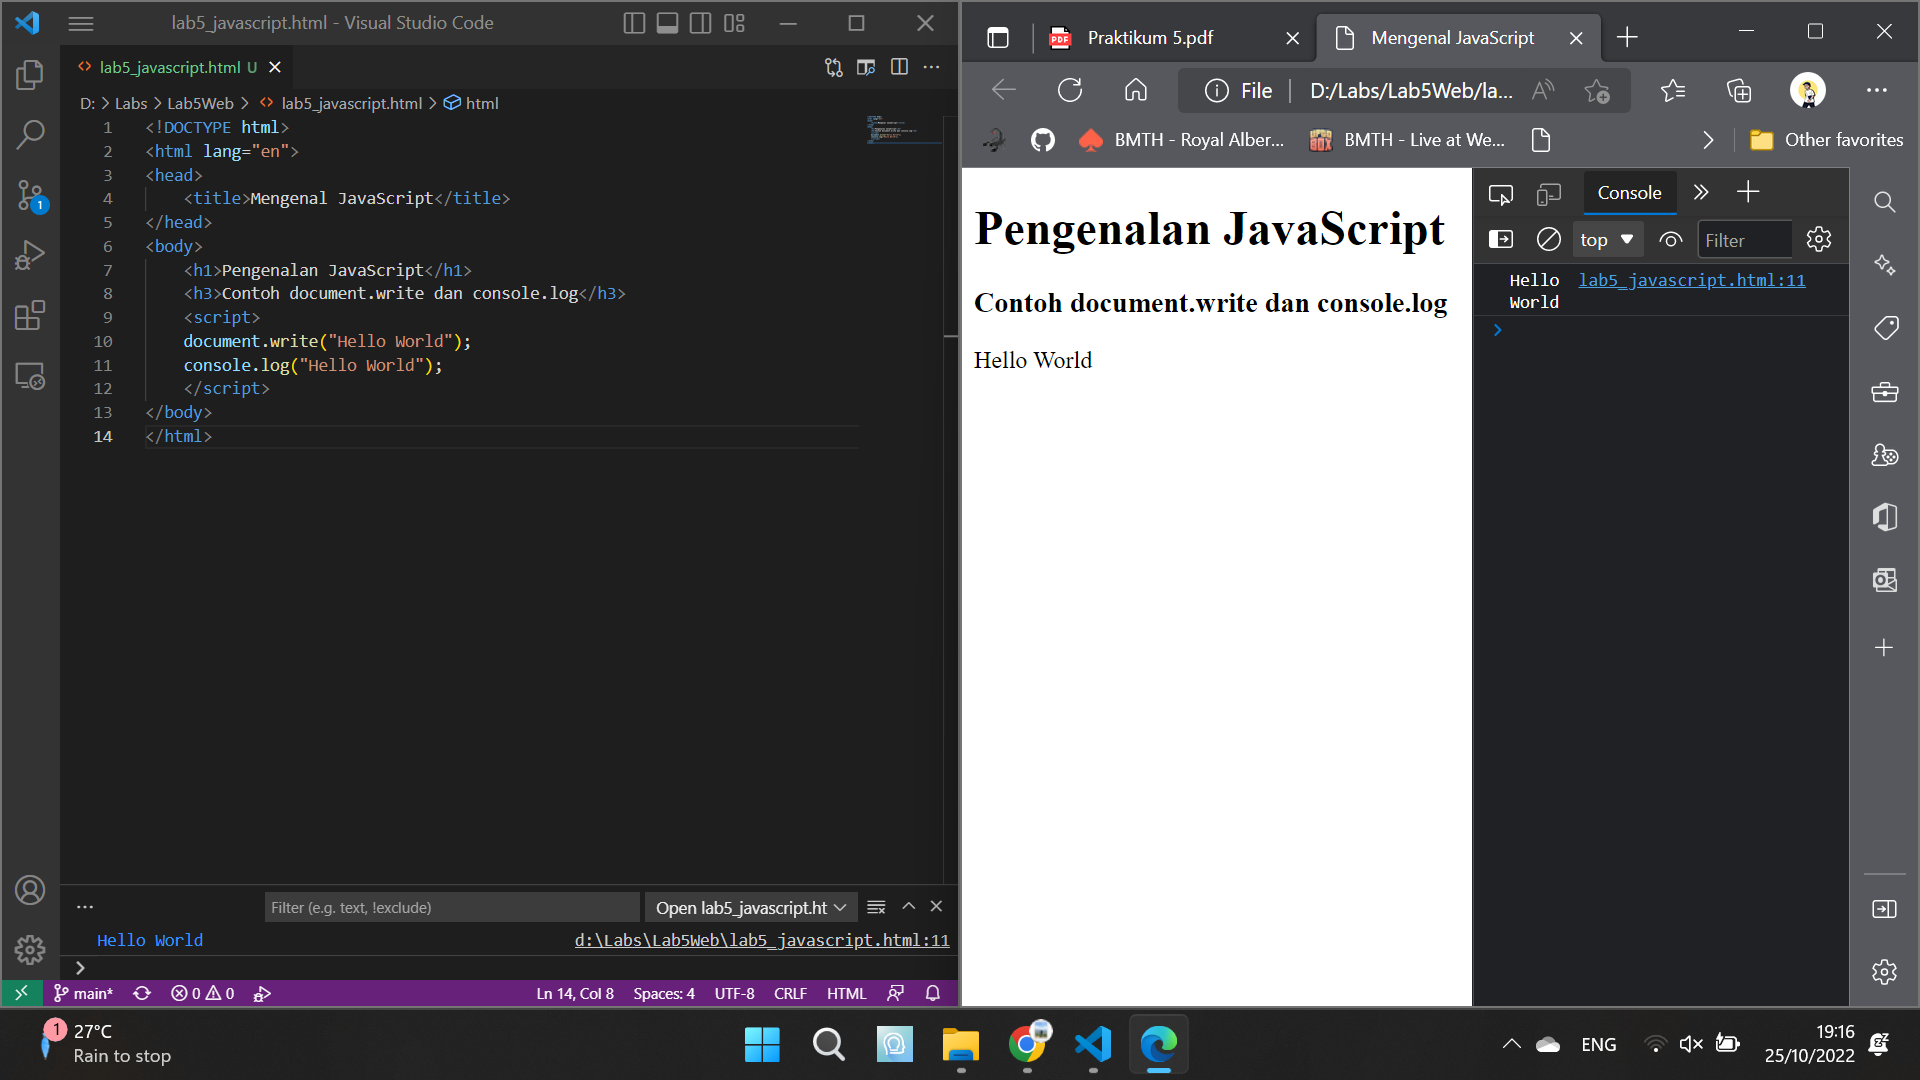 lab5_javascript.html - Visual Studio Code
lab5_javascript.html U
D: > Labs > Lab5Web > lab5_javascript.html > html
1 <!DOCTYPE html>
2 <html lang="en">
3 <head>
4 <title>Mengenal JavaScript</title>
5 </head>
6 <body>
7 <h1>Pengenalan JavaScript</h1>
8 <h3>Contoh document.write dan console.log</h3>
9 <script>
10 document.write("Hello World");
11 console.log("Hello World");
12 </script>
13 </body>
14 </html>
1
Filter (e.g. text, !exclude)
Open lab5_javascript.ht
Hello World d:\Labs\Lab5Web\lab5_javascript.html:11
main* 0 0 Ln 14, Col 8 Spaces: 4 UTF-8 CRLF HTML
PDF Praktikum 5.pdf
Mengenal JavaScript
File D:/Labs/Lab5Web/la...
BMTH - Royal Alber... BMTH - Live at We... Other favorites
Pengenalan JavaScript
Contoh document.write dan console.log
Hello World
Console
top Filter
Hello lab5_javascript.html:11
World
1 27°C
Rain to stop
ENG
19:16
25/10/2022